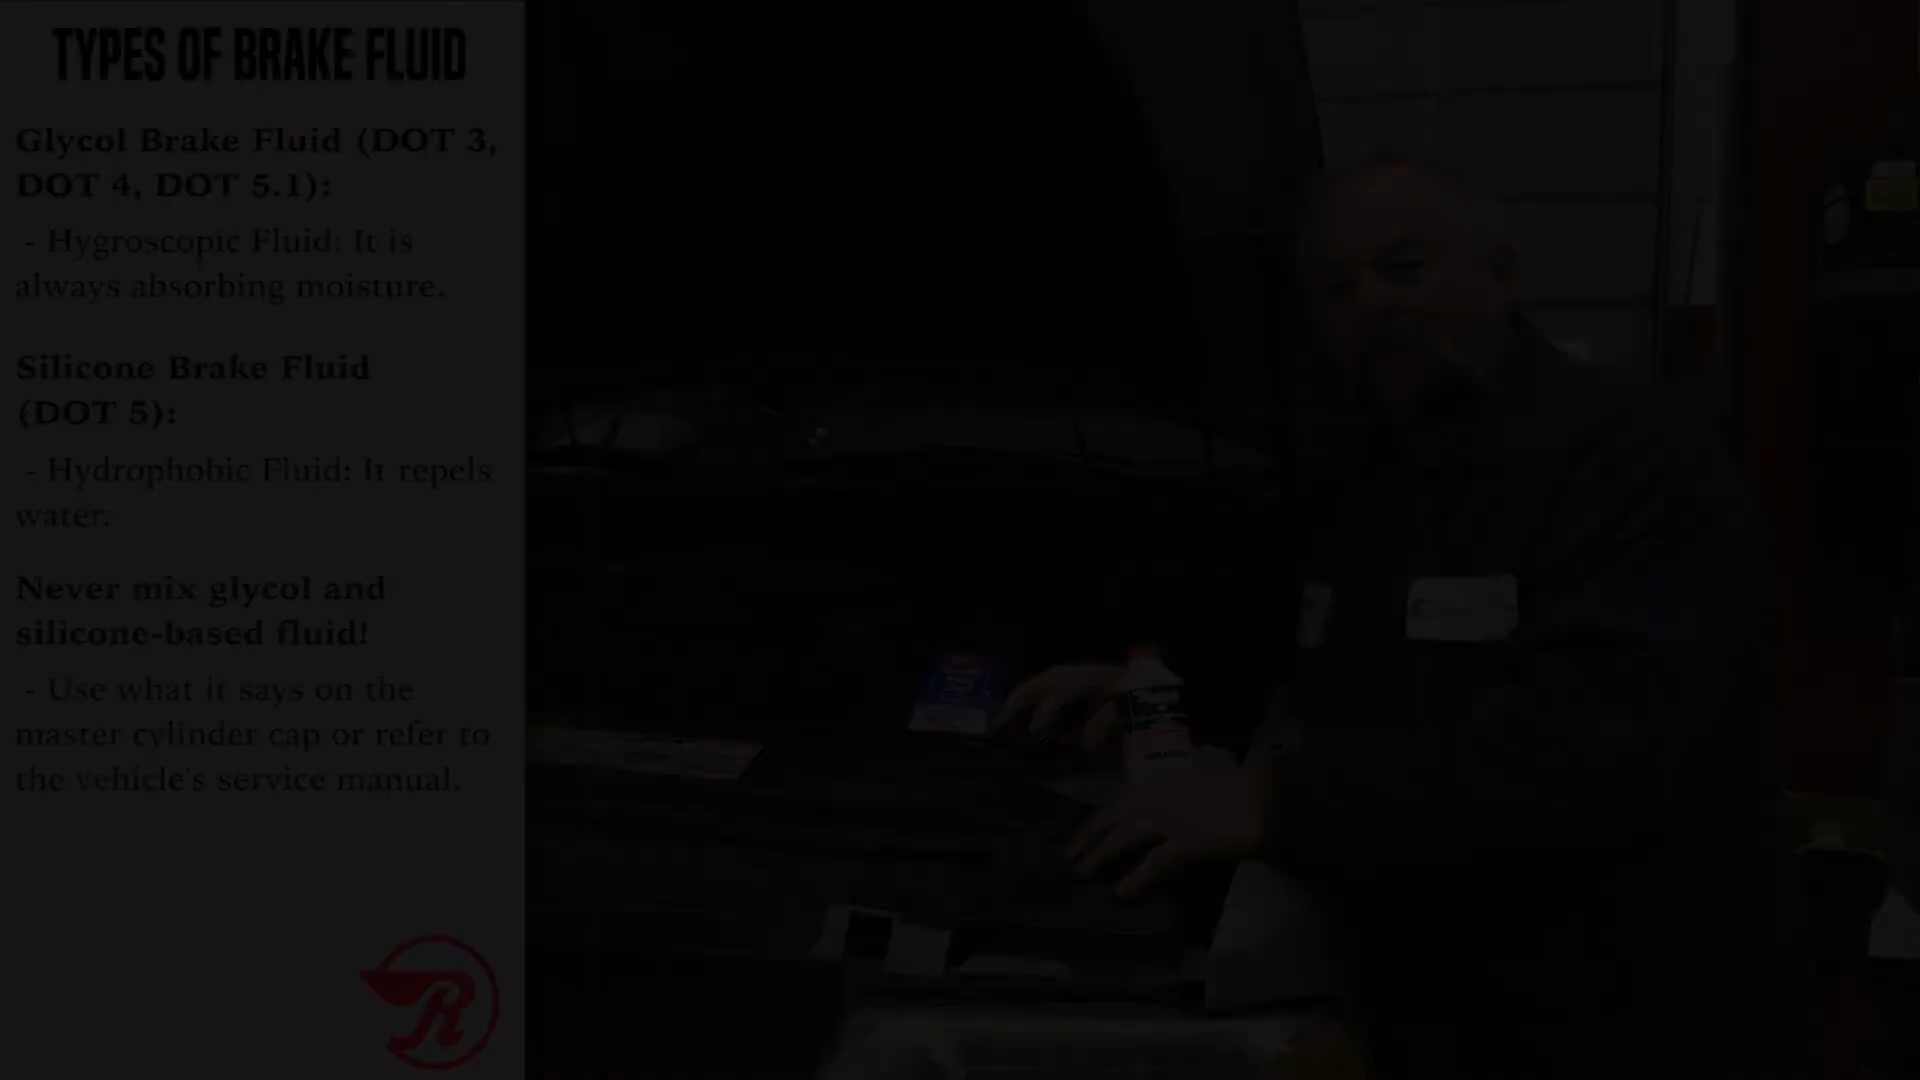 TYPES OF BRAKE FLUID
Glycol Brake Fluid (DOT 3,
DOT 4, DOT 5.1):
- Hygroscopic Fluid: It is
always absorbing moisture.
Silicone Brake Fluid
(DOT 5):
- Hydrophobic Fluid: It repels
water.
Never mix glycol and
silicone-based fluid!
- Use what it says on the
master cylinder cap or refer to
the vehicle's service manual.
R